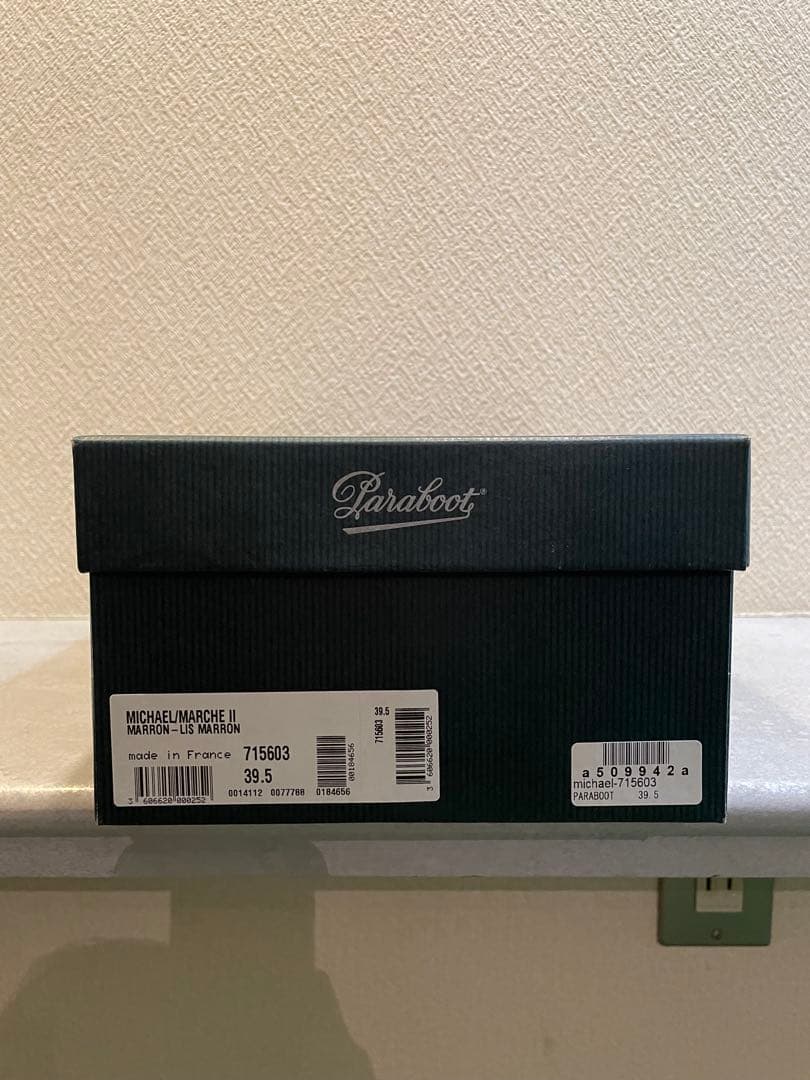 Paraboot®
MICHAEL/MARCHE II
MARRON-LIS MARRON
made in France 715603
39.5
3 606620 000252
0014112 0077788 0184656
00184656
39.5
715603
3 606620 000252
a509942a
michael-715603
PARABOOT 39.5